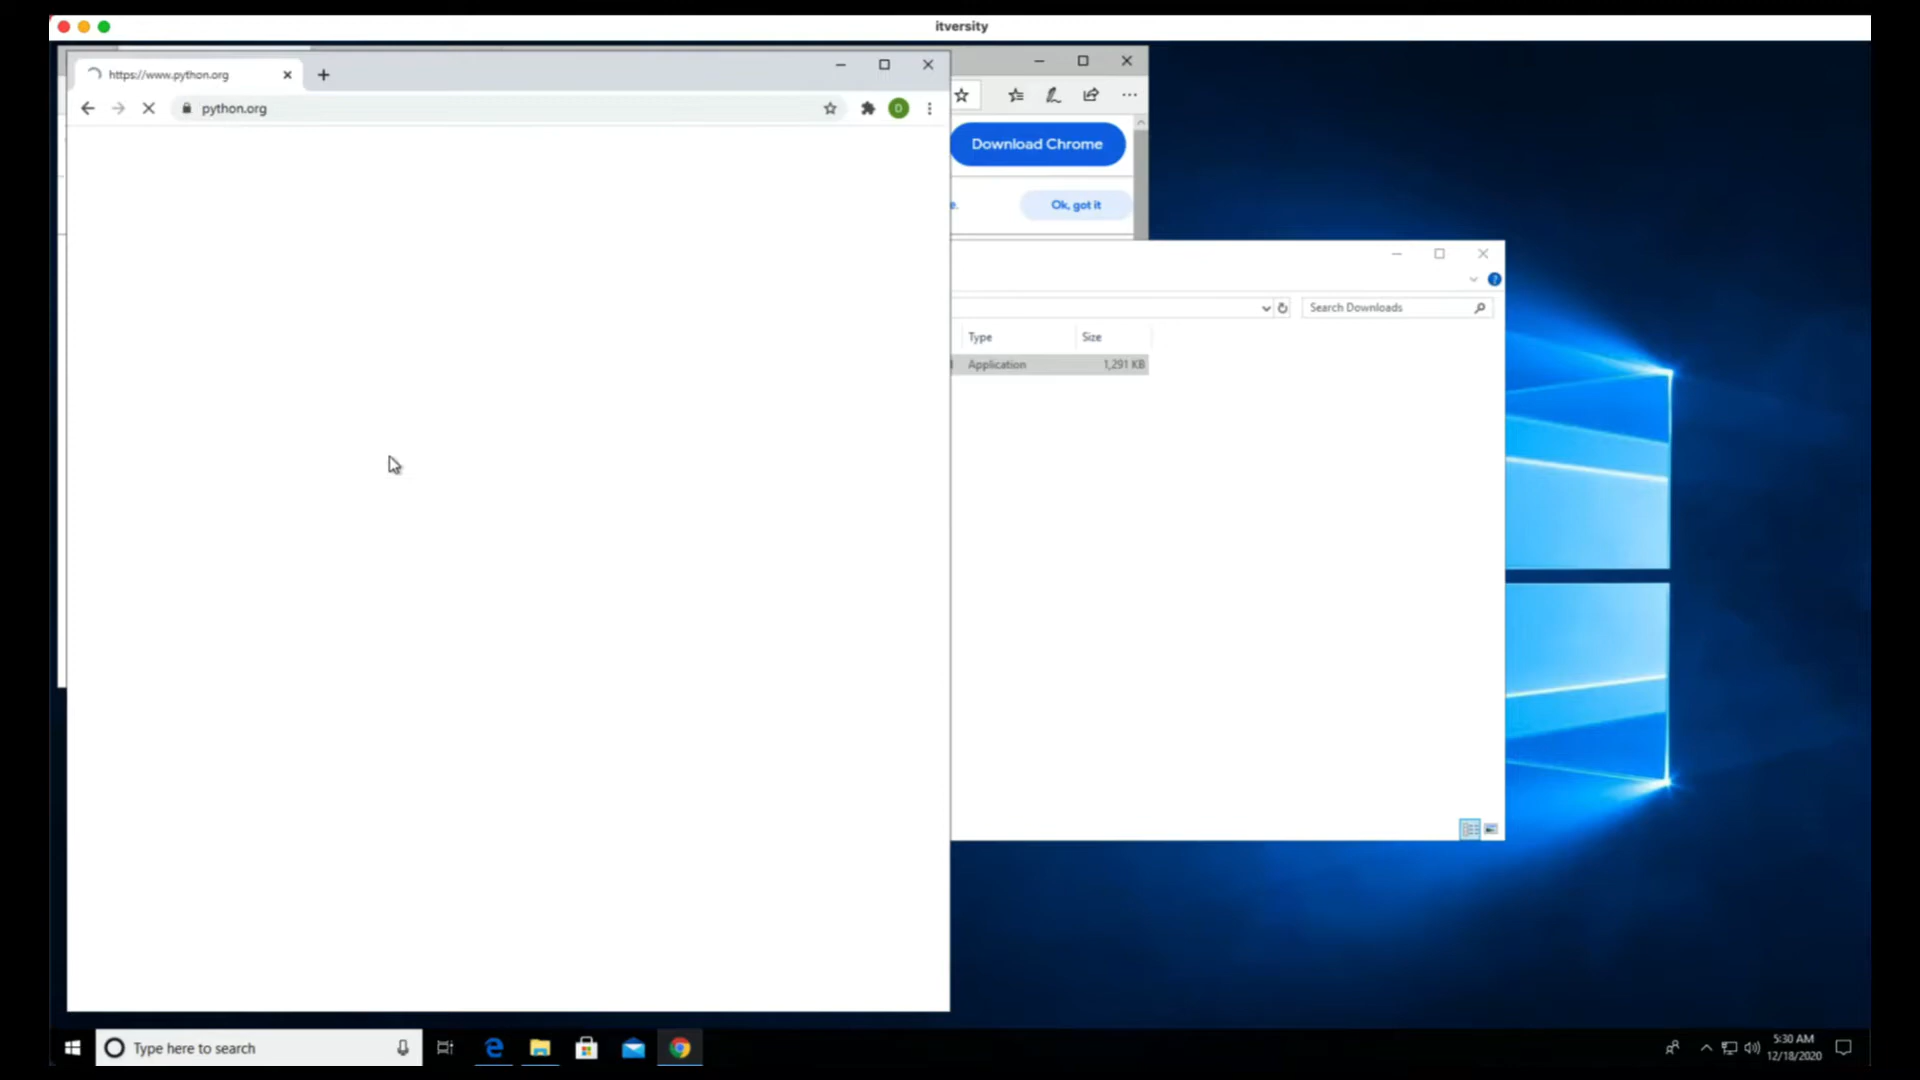 itversity
https://www.python.org
python.org
Download Chrome
e.
Ok, got it
Search Downloads
Type
Size
Application
1,291 KB
Type here to search
5:30 AM
12/18/2020
D